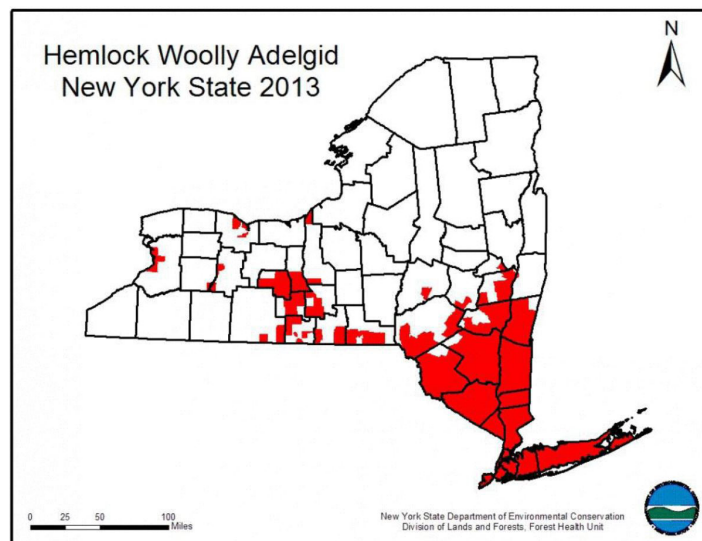 Hemlock Woolly Adelgid
New York State 2013
N
0 25 50 100
Miles
New York State Department of Environmental Conservation
Division of Lands and Forests, Forest Health Unit